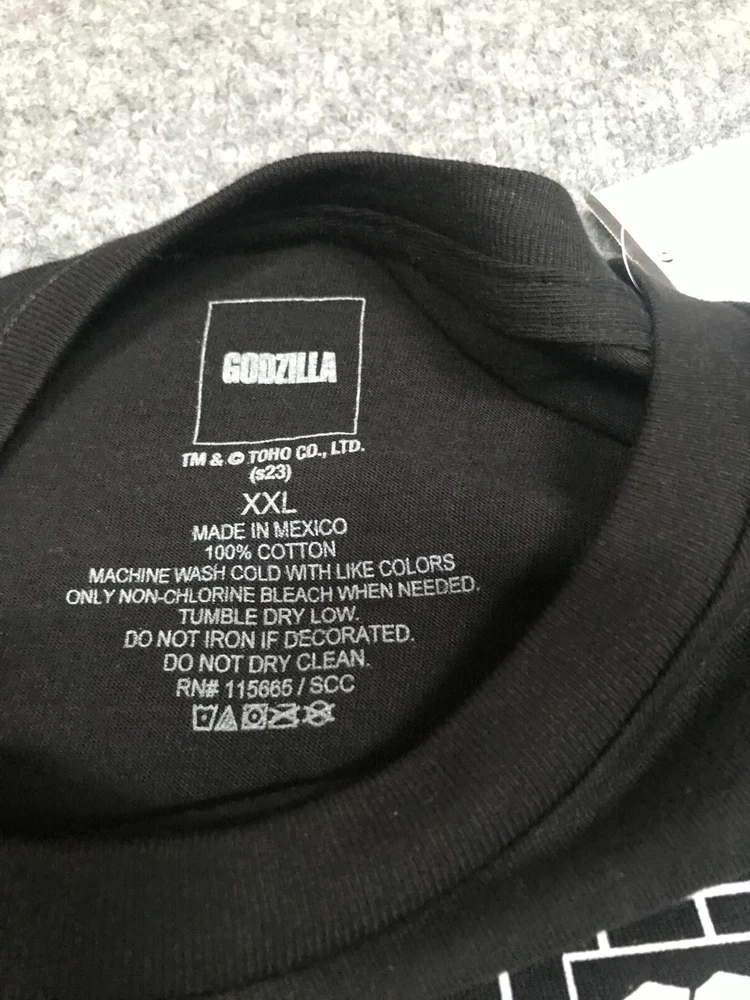 GODZILLA
TM & © TOHO CO., LTD.
(s23)
XXL
MADE IN MEXICO
100% COTTON
MACHINE WASH COLD WITH LIKE COLORS
ONLY NON-CHLORINE BLEACH WHEN NEEDED.
TUMBLE DRY LOW.
DO NOT IRON IF DECORATED.
DO NOT DRY CLEAN.
RN# 115665 / SCC